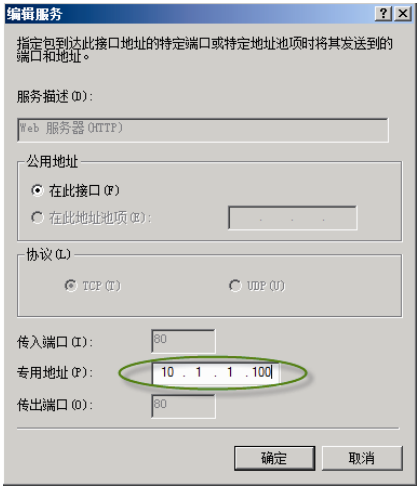 编辑服务
指定包到达此接口地址的特定端口或特定地址池项时将其发送到的
端口和地址。
服务描述(D):
Web 服务器(HTTP)
公用地址
在此接口(F)
在此地址池项(E):
协议(L)
TCP(T) UDP(U)
传入端口(I): 80
专用地址(P): 10 . 1 . 1 .100
传出端口(O): 80
确定 取消